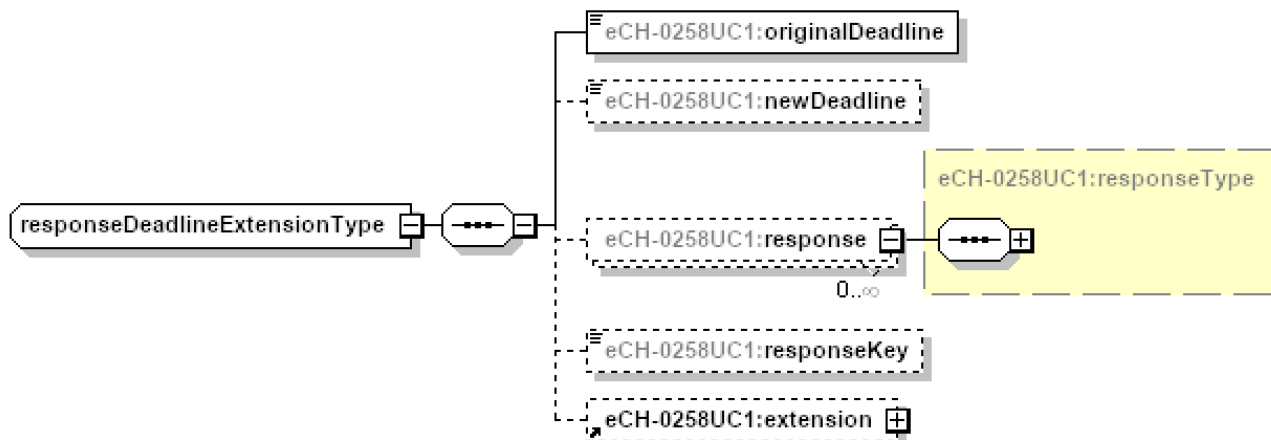 eCH-0258UC1:originalDeadline
eCH-0258UC1:newDeadline
eCH-0258UC1:responseType
responseDeadlineExtensionType
eCH-0258UC1:response
0..∞
eCH-0258UC1:responseKey
eCH-0258UC1:extension